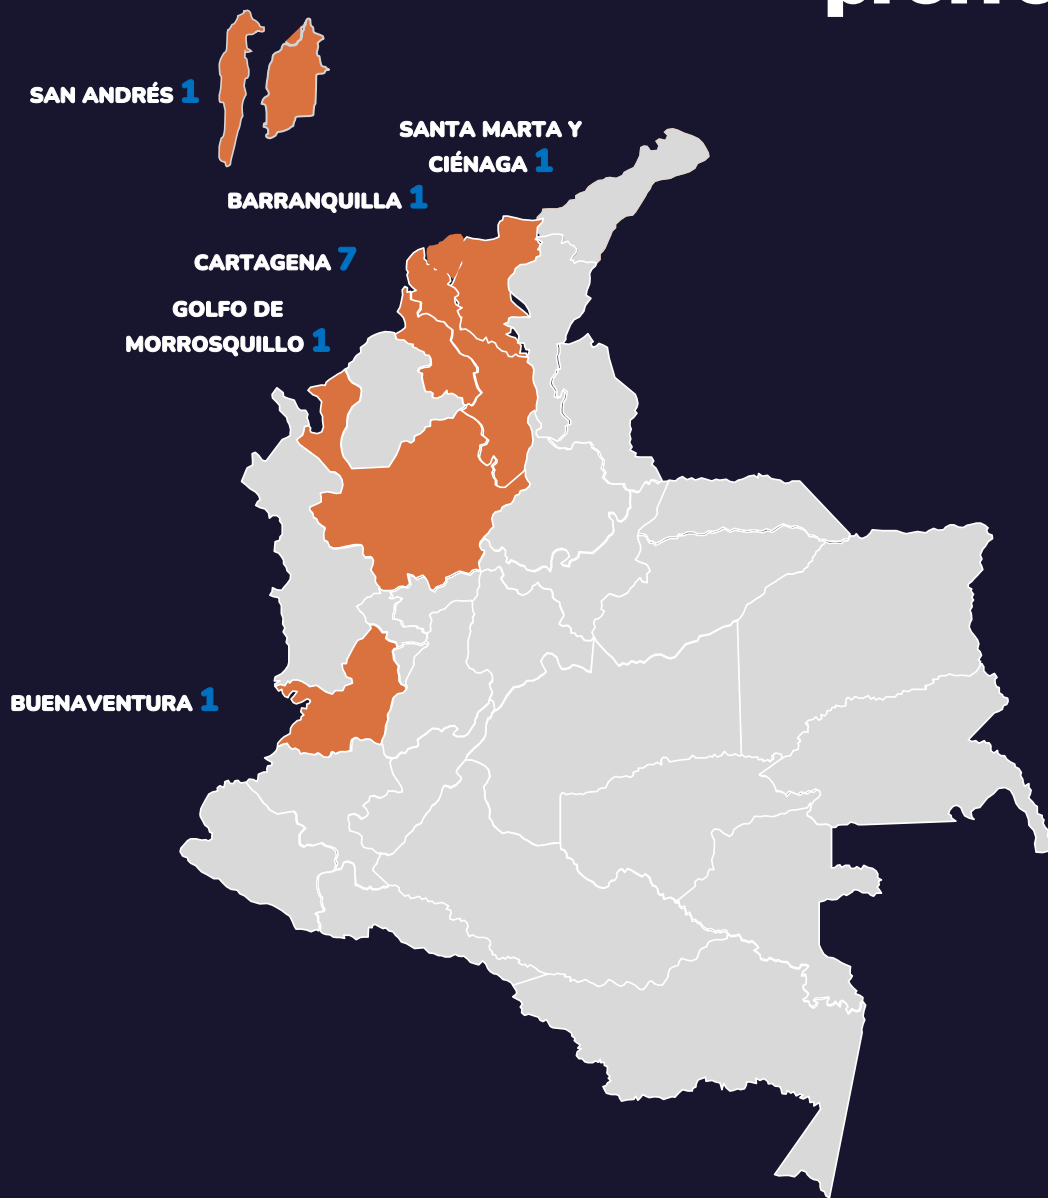 SAN ANDRÉS 1
SANTA MARTA Y
CIÉNAGA 1
BARRANQUILLA 1
CARTAGENA 7
GOLFO DE
MORROSQUILLO 1
BUENAVENTURA 1